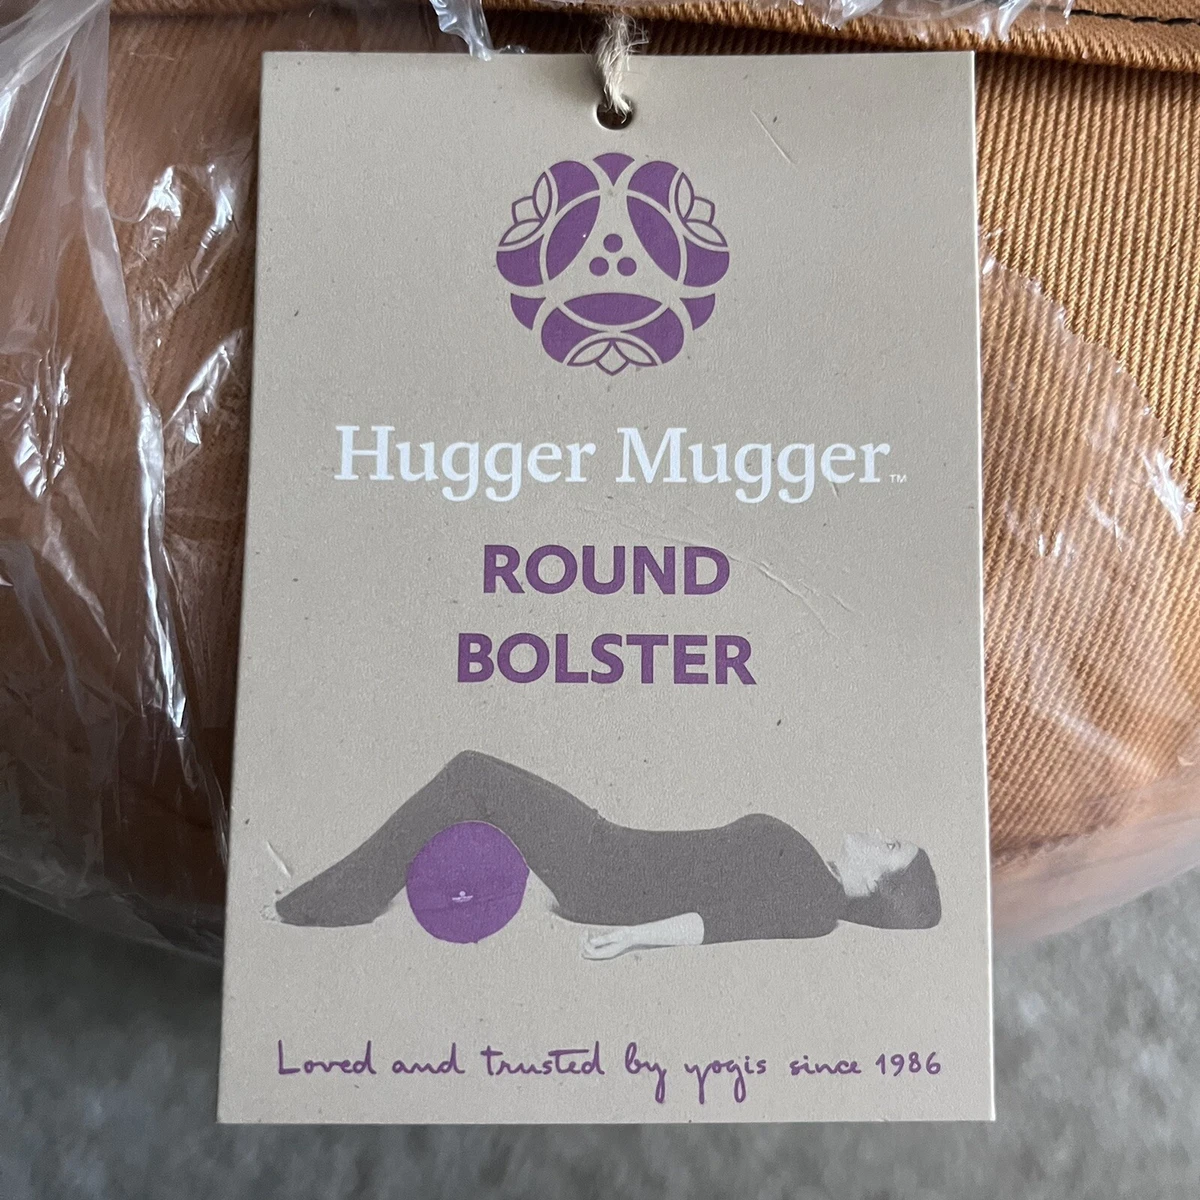 Hugger Mugger™
ROUND
BOLSTER
Loved and trusted by yogis since 1986